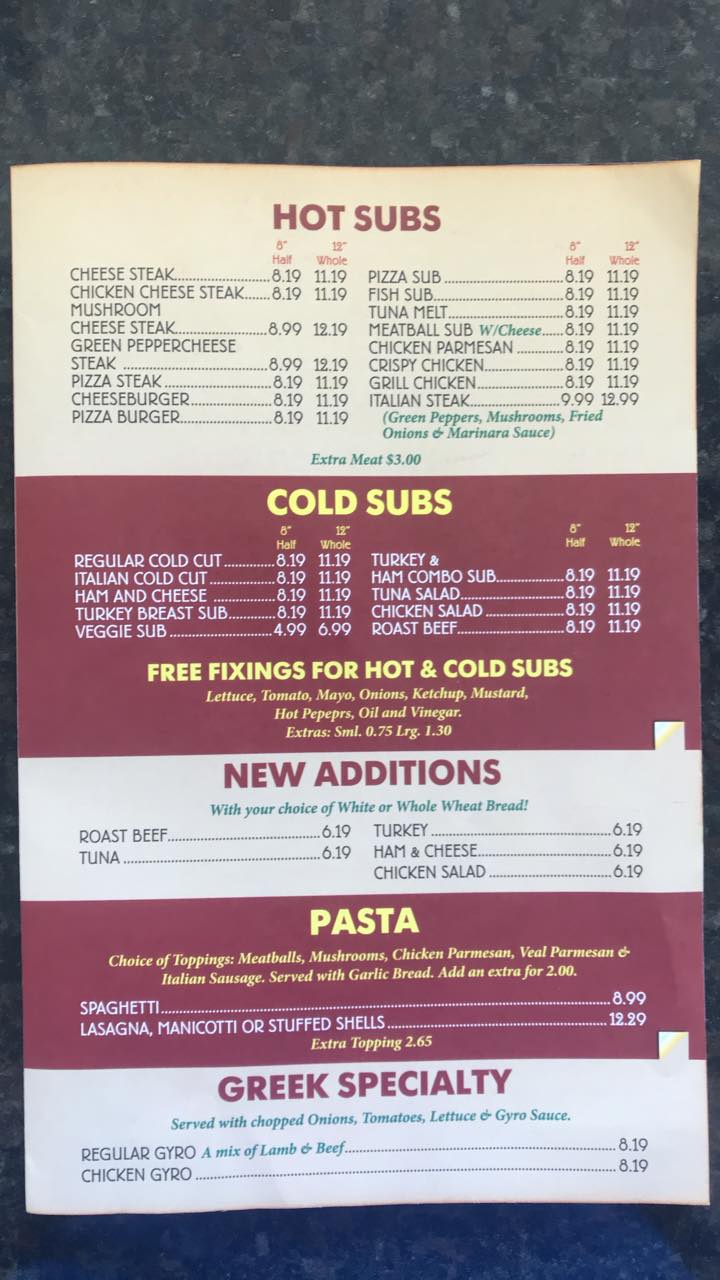 HOT SUBS
8" 12"
Half Whole
CHEESE STEAK 8.19 11.19
CHICKEN CHEESE STEAK 8.19 11.19
MUSHROOM
CHEESE STEAK 8.99 12.19
GREEN PEPPERCHEESE
STEAK 8.99 12.19
PIZZA STEAK 8.19 11.19
CHEESEBURGER 8.19 11.19
PIZZA BURGER 8.19 11.19
8" 12"
Half Whole
PIZZA SUB 8.19 11.19
FISH SUB 8.19 11.19
TUNA MELT 8.19 11.19
MEATBALL SUB W/Cheese 8.19 11.19
CHICKEN PARMESAN 8.19 11.19
CRISPY CHICKEN 8.19 11.19
GRILL CHICKEN 8.19 11.19
ITALIAN STEAK 9.99 12.99
(Green Peppers, Mushrooms, Fried
Onions & Marinara Sauce)
Extra Meat $3.00
COLD SUBS
8" 12"
Half Whole
REGULAR COLD CUT 8.19 11.19
ITALIAN COLD CUT 8.19 11.19
HAM AND CHEESE 8.19 11.19
TURKEY BREAST SUB 8.19 11.19
VEGGIE SUB 4.99 6.99
8" 12"
Half Whole
TURKEY &
HAM COMBO SUB 8.19 11.19
TUNA SALAD 8.19 11.19
CHICKEN SALAD 8.19 11.19
ROAST BEEF 8.19 11.19
FREE FIXINGS FOR HOT & COLD SUBS
Lettuce, Tomato, Mayo, Onions, Ketchup, Mustard,
Hot Pepeprs, Oil and Vinegar.
Extras: Sml. 0.75 Lrg. 1.30
NEW ADDITIONS
With your choice of White or Whole Wheat Bread!
ROAST BEEF 6.19
TUNA 6.19
TURKEY 6.19
HAM & CHEESE 6.19
CHICKEN SALAD 6.19
PASTA
Choice of Toppings: Meatballs, Mushrooms, Chicken Parmesan, Veal Parmesan &
Italian Sausage. Served with Garlic Bread. Add an extra for 2.00.
SPAGHETTI 8.99
LASAGNA, MANICOTTI OR STUFFED SHELLS 12.29
Extra Topping 2.65
GREEK SPECIALTY
Served with chopped Onions, Tomatoes, Lettuce & Gyro Sauce.
REGULAR GYRO A mix of Lamb & Beef 8.19
CHICKEN GYRO 8.19